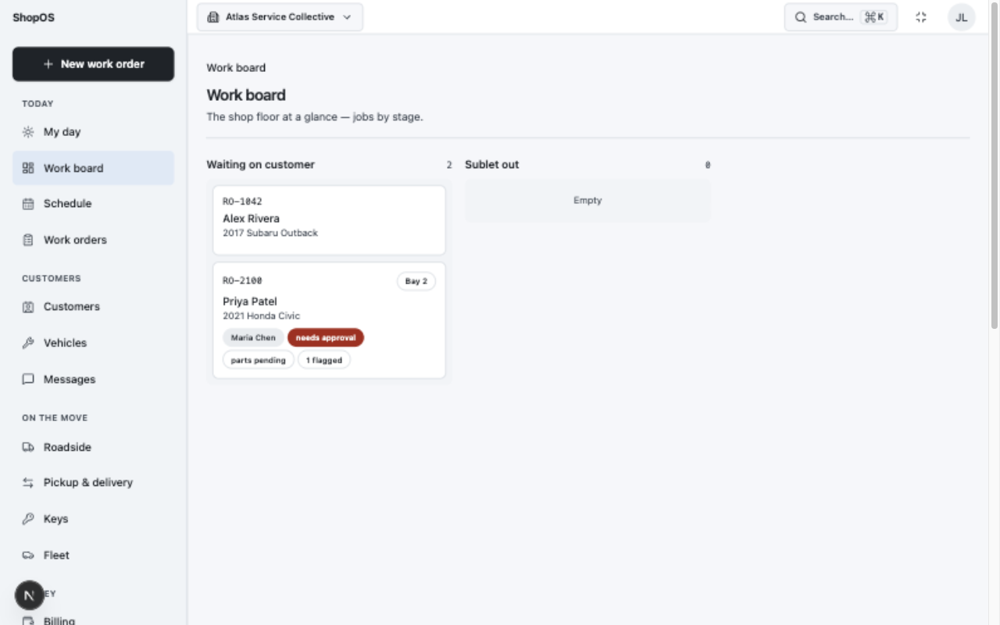 ShopOS
Atlas Service Collective
Search... ⌘K
JL
+ New work order
TODAY
My day
Work board
Schedule
Work orders
CUSTOMERS
Customers
Vehicles
Messages
ON THE MOVE
Roadside
Pickup & delivery
Keys
Fleet
EY
Billing
N
Work board
Work board
The shop floor at a glance — jobs by stage.
Waiting on customer 2
RO-1042
Alex Rivera
2017 Subaru Outback
RO-2100 Bay 2
Priya Patel
2021 Honda Civic
Maria Chen needs approval
parts pending 1 flagged
Sublet out 0
Empty